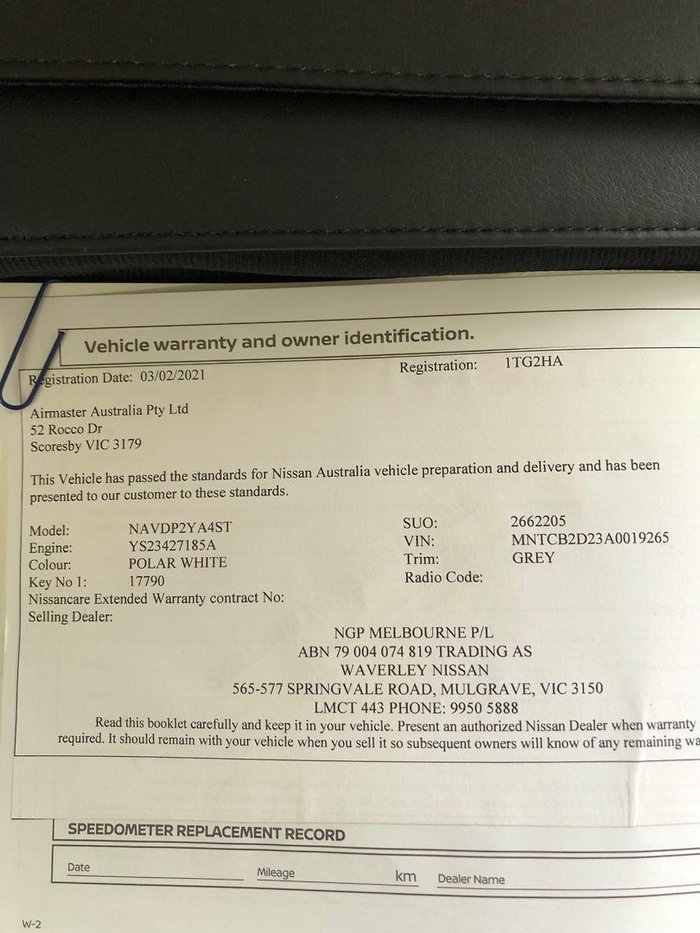 Vehicle warranty and owner identification.
Registration Date: 03/02/2021 Registration: 1TG2HA
Airmaster Australia Pty Ltd
52 Rocco Dr
Scoresby VIC 3179
This Vehicle has passed the standards for Nissan Australia vehicle preparation and delivery and has been
presented to our customer to these standards.
Model: NAVDP2YA4ST SUO: 2662205
Engine: YS23427185A VIN: MNTCB2D23A0019265
Colour: POLAR WHITE Trim: GREY
Key No 1: 17790 Radio Code:
Nissancare Extended Warranty contract No:
Selling Dealer:
NGP MELBOURNE P/L
ABN 79 004 074 819 TRADING AS
WAVERLEY NISSAN
565-577 SPRINGVALE ROAD, MULGRAVE, VIC 3150
LMCT 443 PHONE: 9950 5888
Read this booklet carefully and keep it in your vehicle. Present an authorized Nissan Dealer when warranty
required. It should remain with your vehicle when you sell it so subsequent owners will know of any remaining wa
SPEEDOMETER REPLACEMENT RECORD
Date Mileage km Dealer Name
W-2